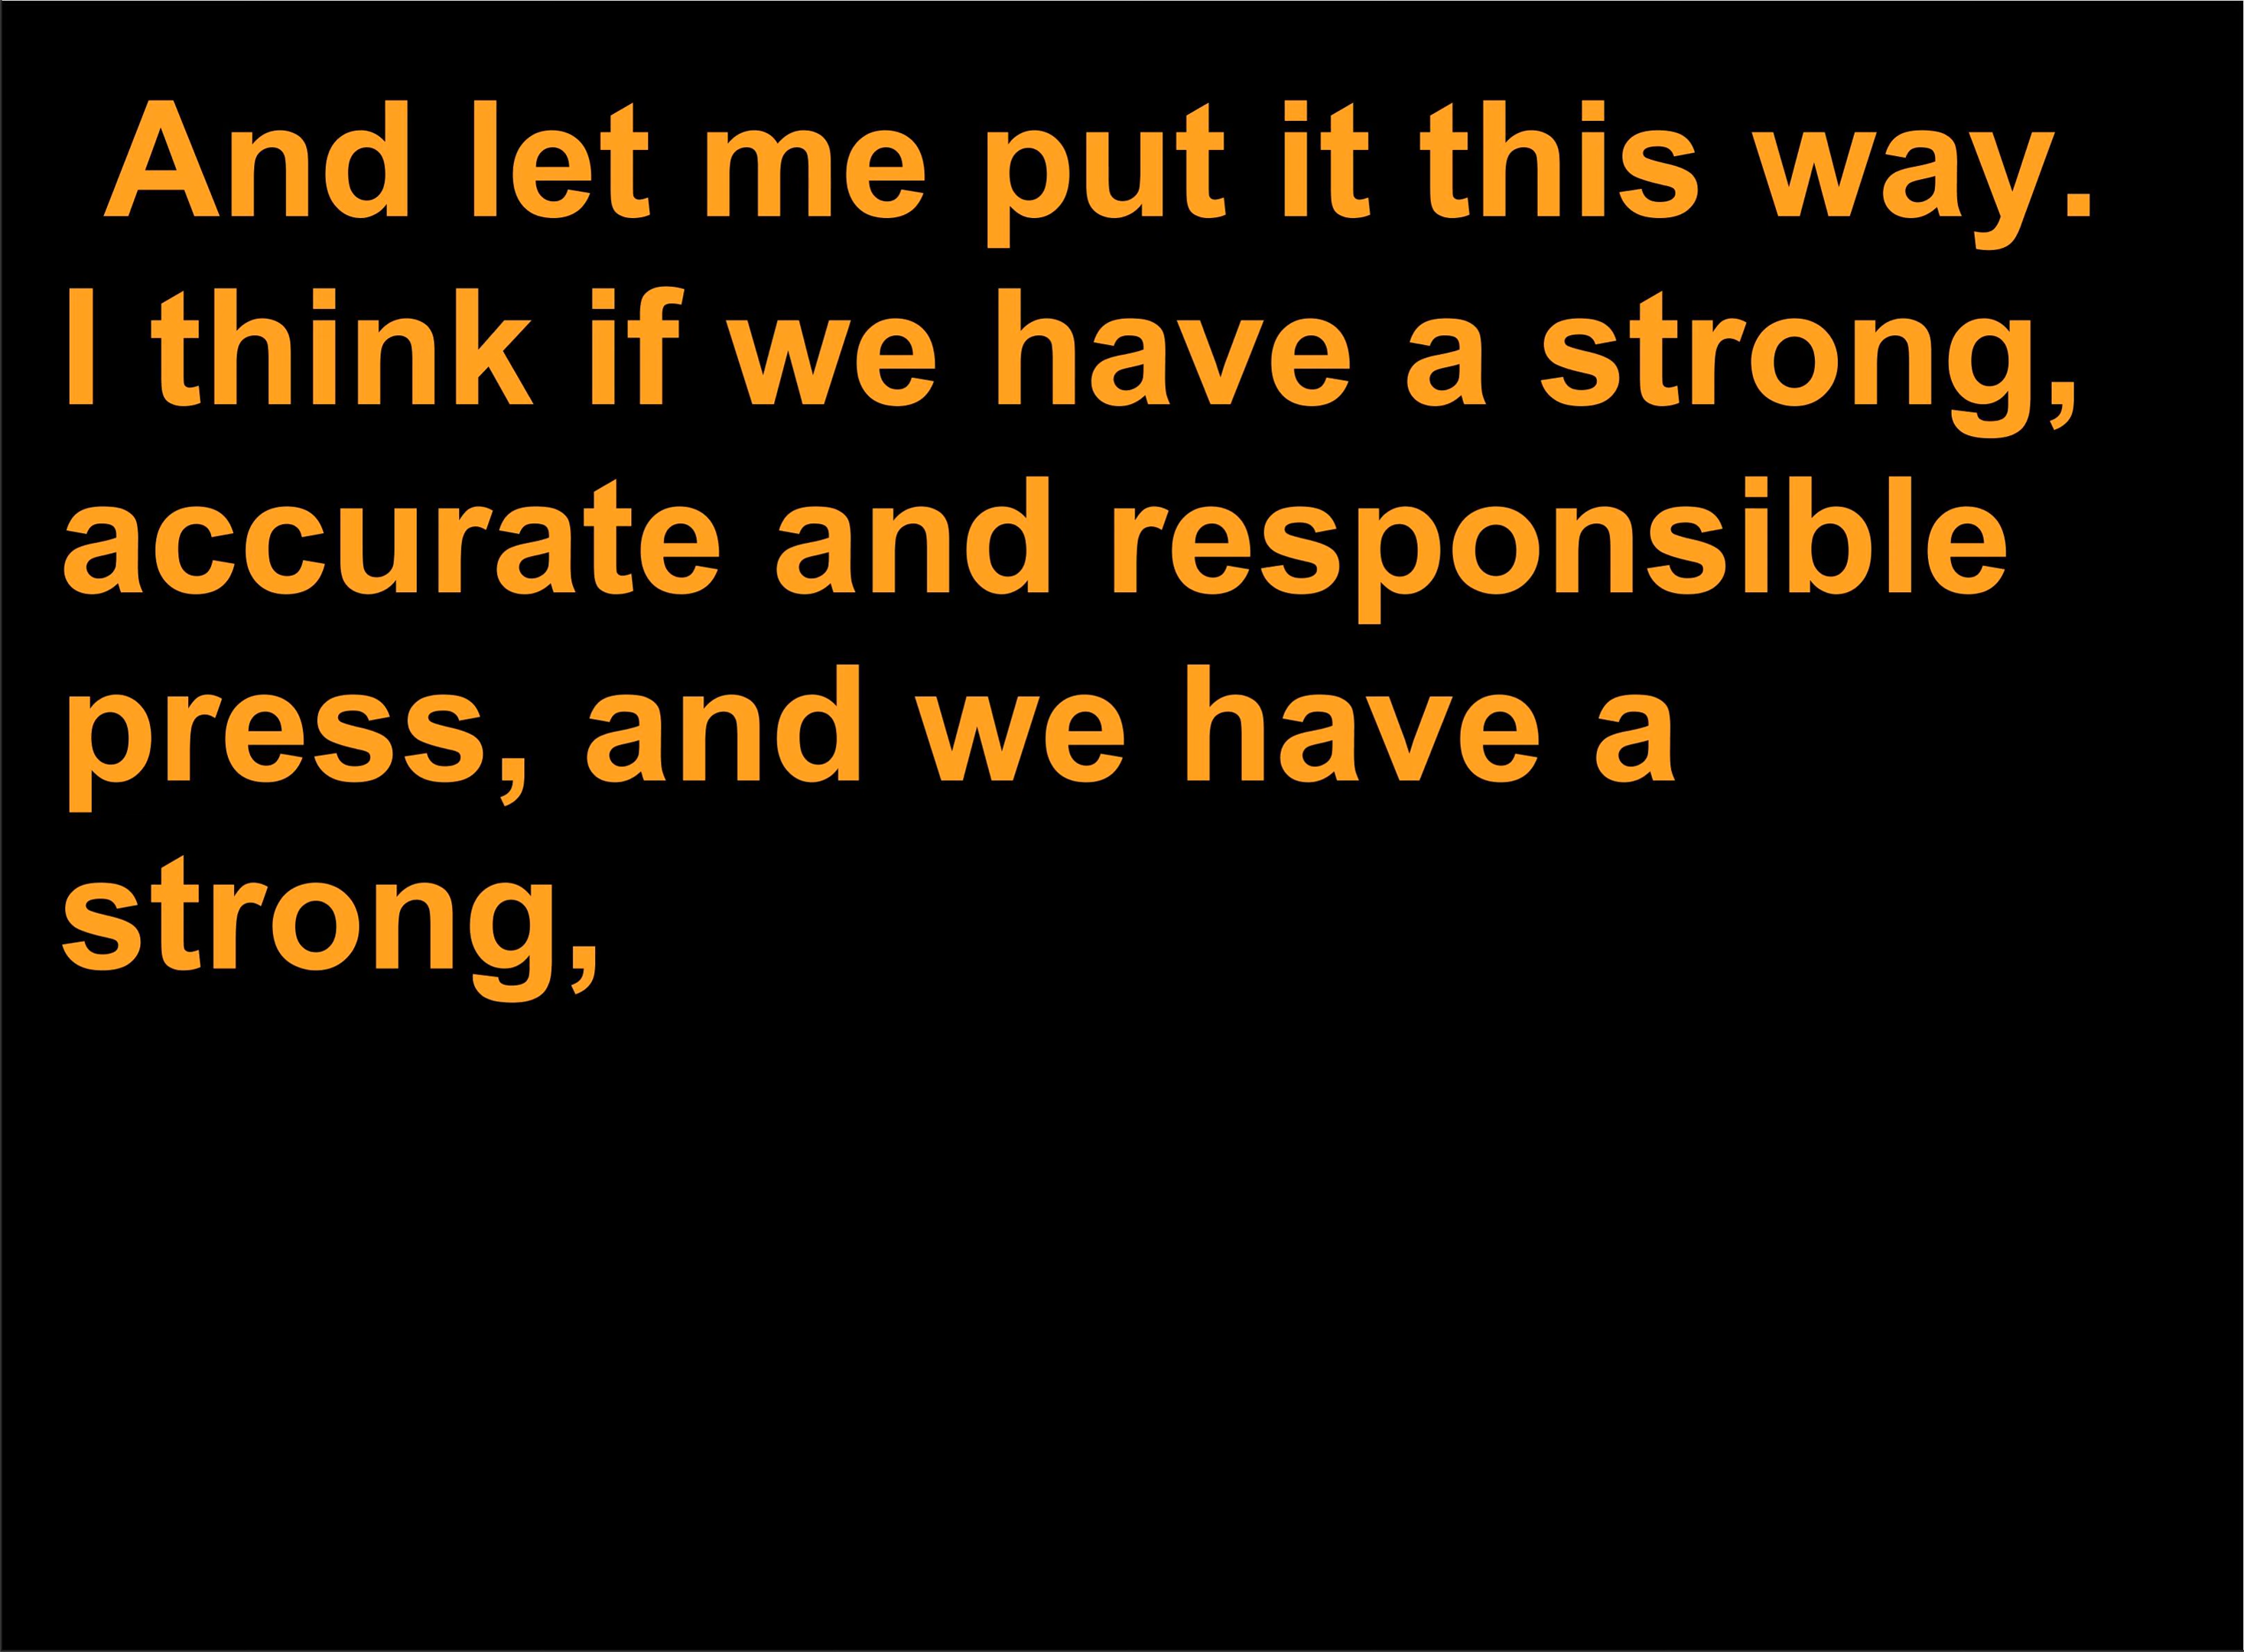 And let me put it this way.
I think if we have a strong,
accurate and responsible
press, and we have a
strong,